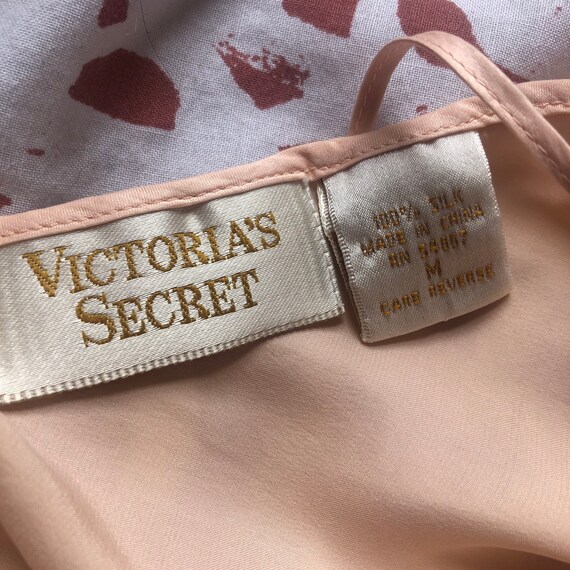 VICTORIA'S
SECRET
100% SILK
MADE IN CHINA
RN 54867
M
CARE REVERSE